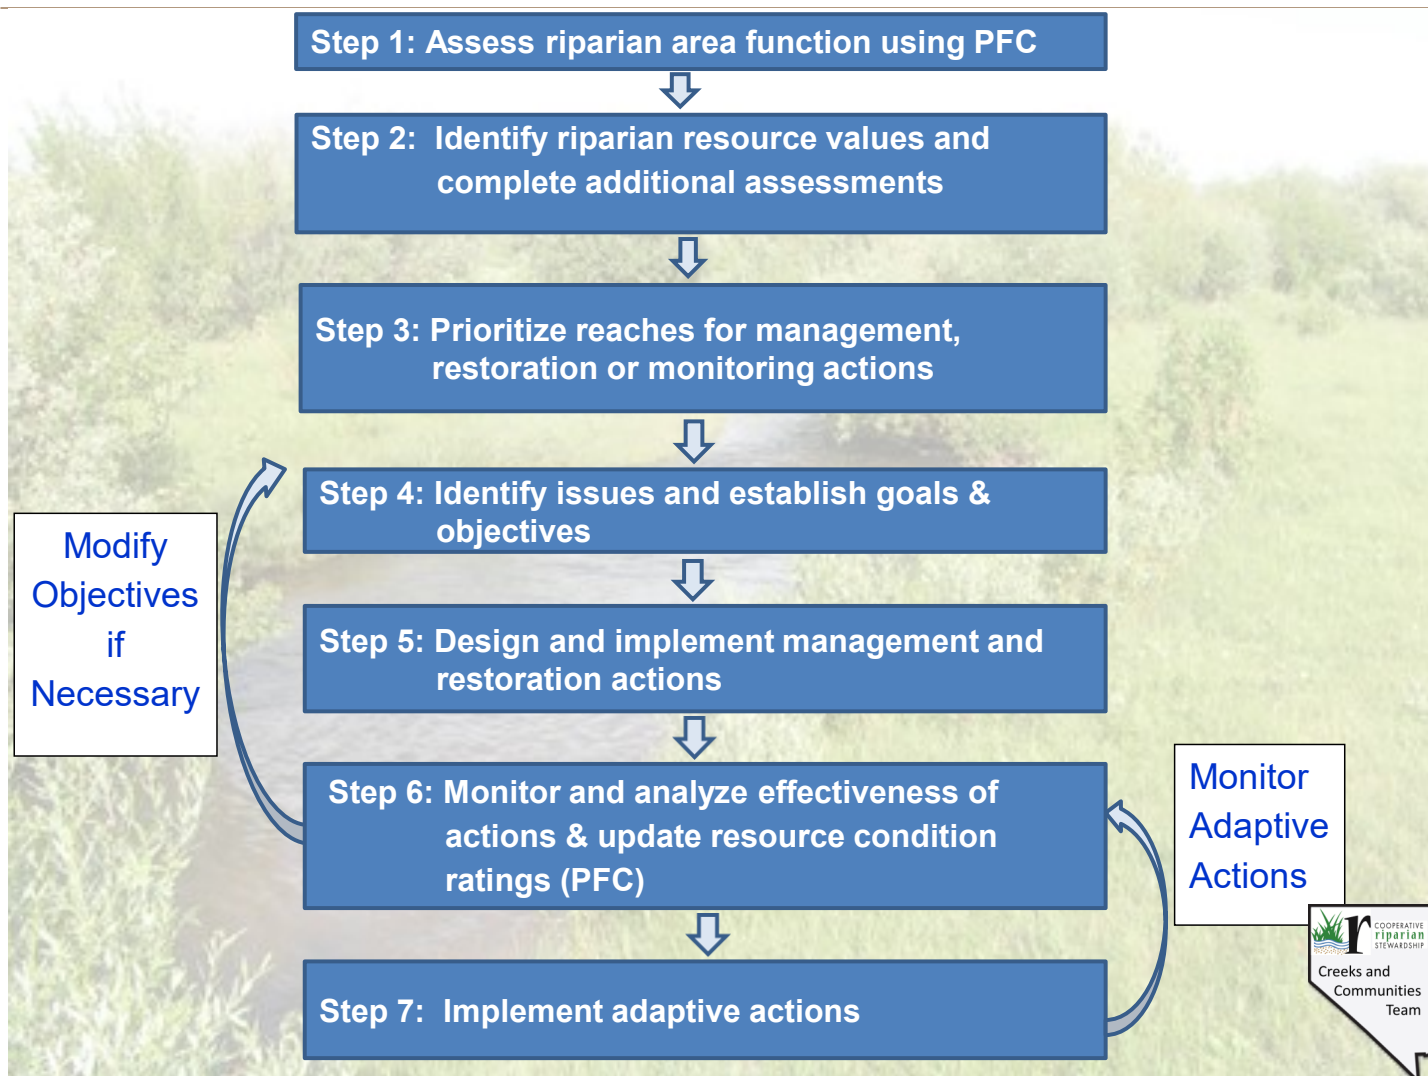 Step 1: Assess riparian area function using PFC
Step 2: Identify riparian resource values and
complete additional assessments
Step 3: Prioritize reaches for management,
restoration or monitoring actions
Step 4: Identify issues and establish goals &
objectives
Modify
Objectives
if
Necessary
Step 5: Design and implement management and
restoration actions
Step 6: Monitor and analyze effectiveness of
actions & update resource condition
ratings (PFC)
Monitor
Adaptive
Actions
Step 7: Implement adaptive actions
r
COOPERATIVE
riparian
STEWARDSHIP
Creeks and
Communities
Team